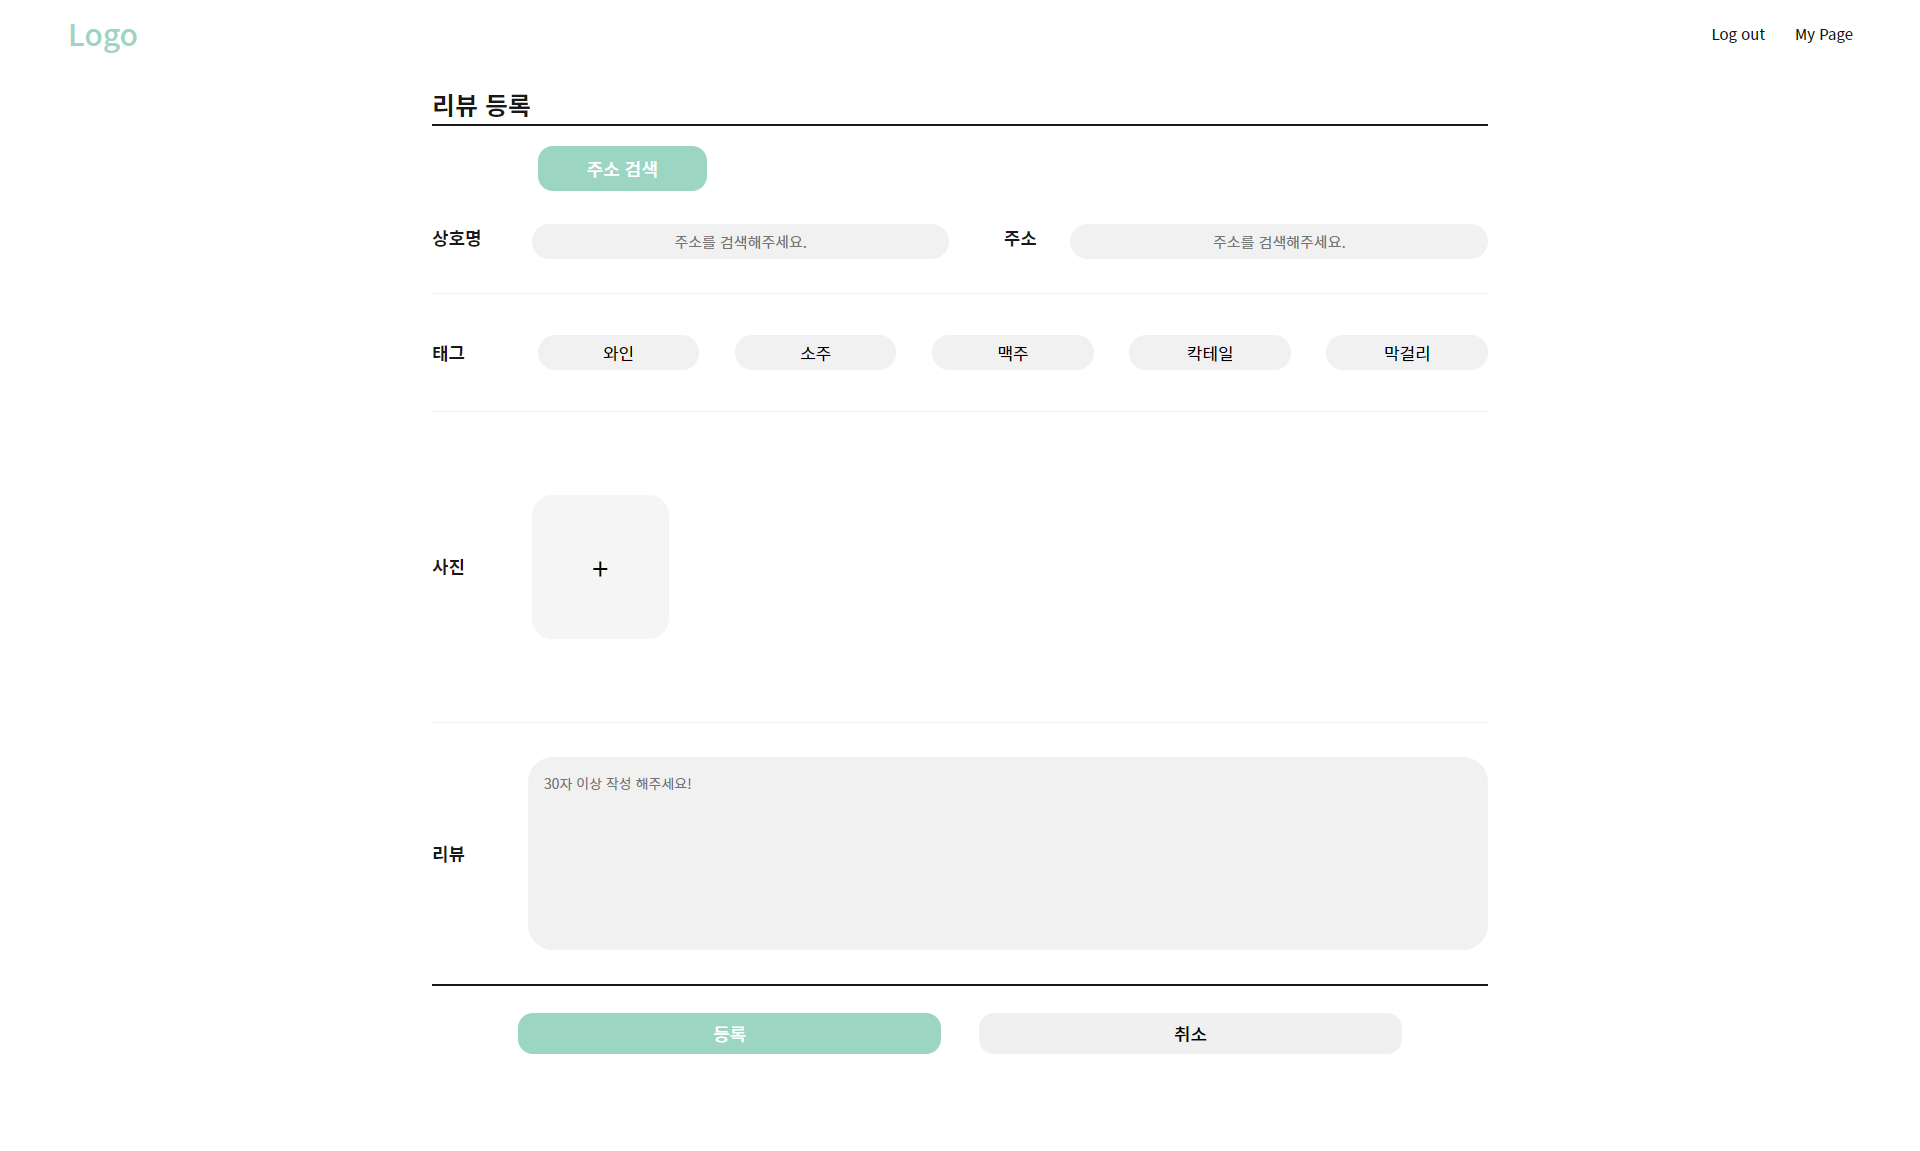 Logo
Log out
My Page
리뷰 등록
주소 검색
상호명
주소를 검색해주세요.
주소
주소를 검색해주세요.
태그
와인
소주
맥주
칵테일
막걸리
사진
+
30자 이상 작성 해주세요!
리뷰
등록
취소